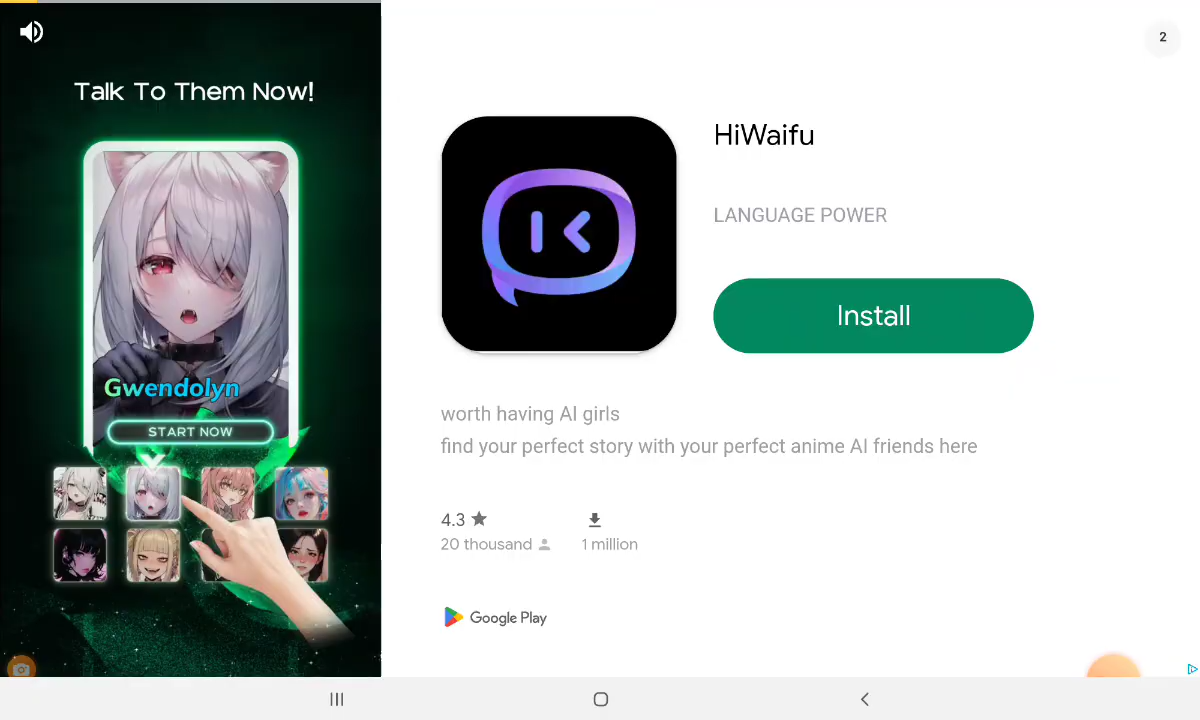 Talk To Them Now!
Gwendolyn
START NOW
2
HiWaifu
LANGUAGE POWER
Install
worth having AI girls
find your perfect story with your perfect anime AI friends here
4.3
20 thousand
1 million
Google Play